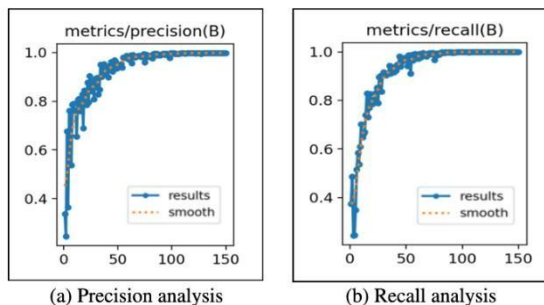 metrics/precision(B)
1.0
0.8
0.6
0.4
results
smooth
0
50
100
150
(a) Precision analysis
metrics/recall(B)
1.0
0.8
0.6
0.4
results
smooth
0
50
100
150
(b) Recall analysis